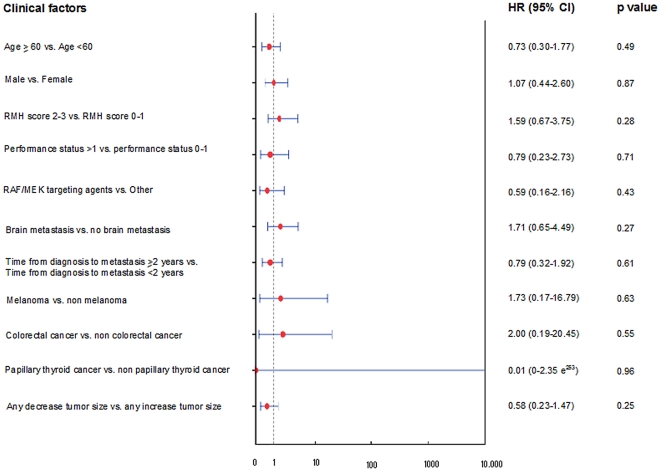 Clinical factors HR (95% CI) p value
Age ≥ 60 vs. Age <60 0.73 (0.30-1.77) 0.49
Male vs. Female 1.07 (0.44-2.60) 0.87
RMH score 2-3 vs. RMH score 0-1 1.59 (0.67-3.75) 0.28
Performance status >1 vs. performance status 0-1 0.79 (0.23-2.73) 0.71
RAF/MEK targeting agents vs. Other 0.59 (0.16-2.16) 0.43
Brain metastasis vs. no brain metastasis 1.71 (0.65-4.49) 0.27
Time from diagnosis to metastasis ≥2 years vs.
Time from diagnosis to metastasis <2 years 0.79 (0.32-1.92) 0.61
Melanoma vs. non melanoma 1.73 (0.17-16.79) 0.63
Colorectal cancer vs. non colorectal cancer 2.00 (0.19-20.45) 0.55
Papillary thyroid cancer vs. non papillary thyroid cancer 0.01 (0-2.35 e²⁵³) 0.96
Any decrease tumor size vs. any increase tumor size 0.58 (0.23-1.47) 0.25
0 1 10 100 1000 10.000